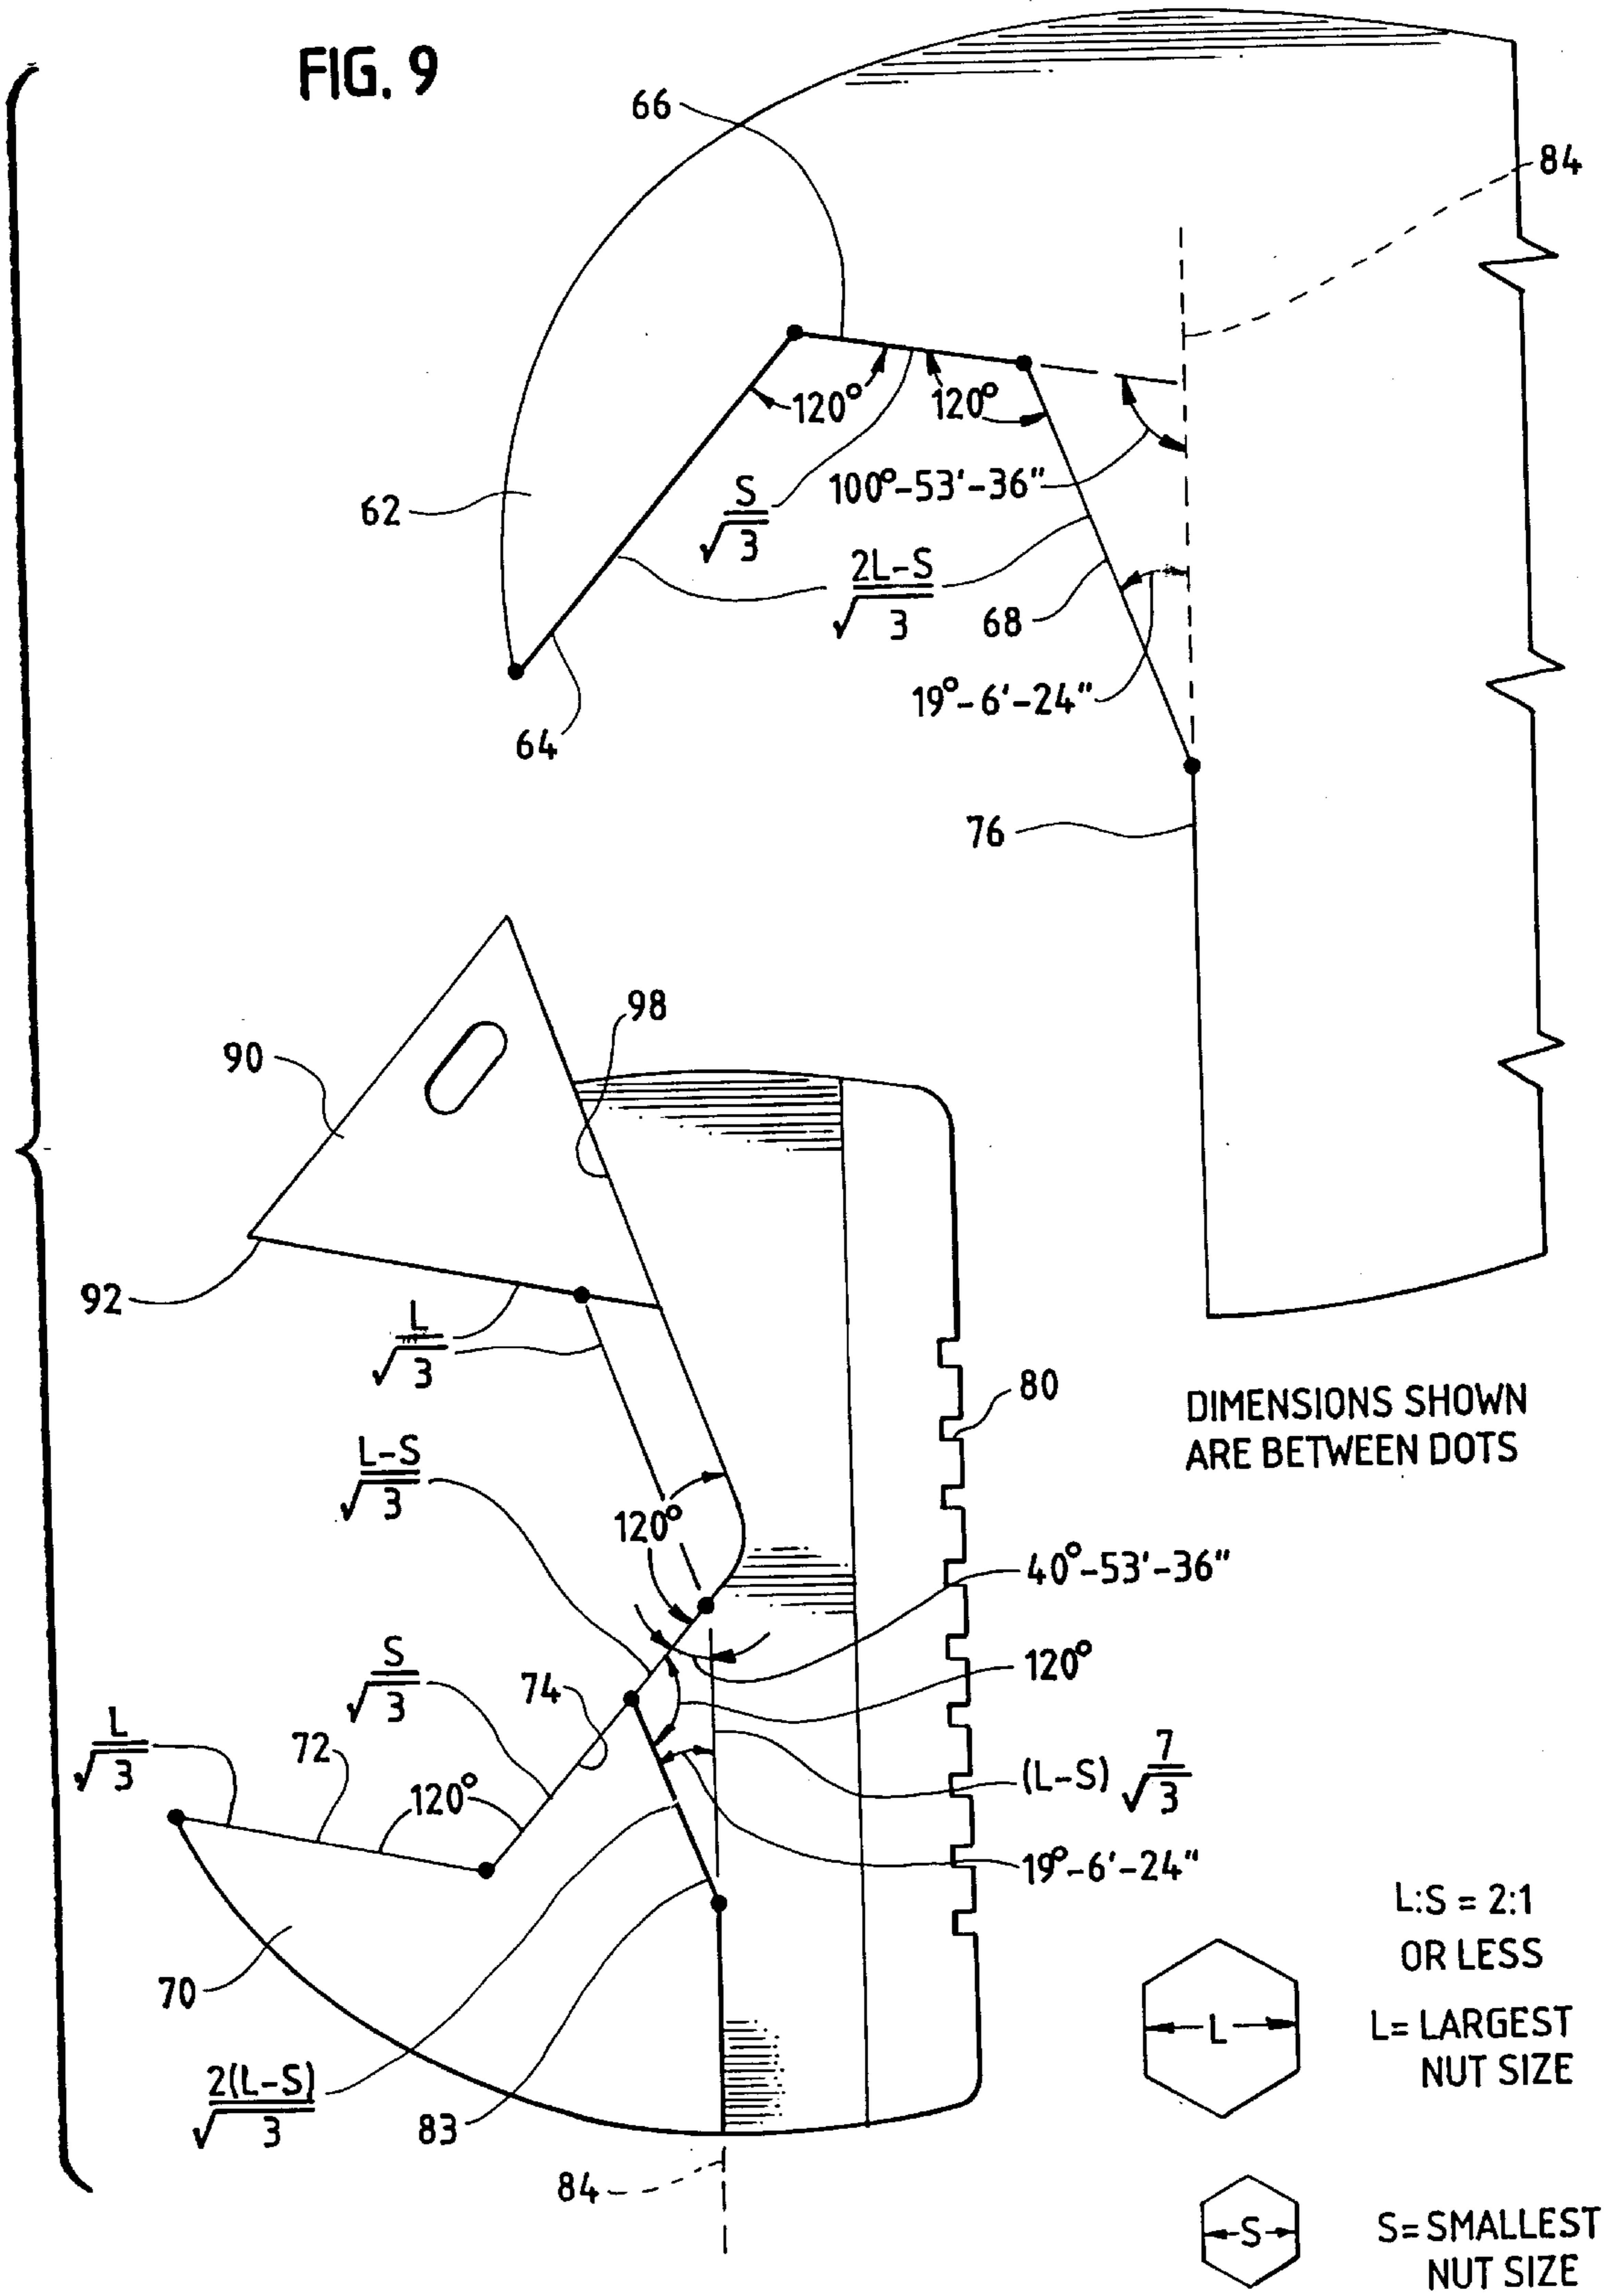 FIG. 9
66
84
120°
120°
S
√3
100°-53'-36"
62
2L-S
√3
68
19°-6'-24"
64
76
98
90
92
L
√3
80
DIMENSIONS SHOWN
ARE BETWEEN DOTS
L-S
√3
120°
40°-53'-36"
S
√3
74
120°
L
√3
72
120°
(L-S) √7/3
19°-6'-24"
L:S = 2:1
OR LESS
70
L
L= LARGEST
NUT SIZE
2(L-S)
√3
83
84
S
S= SMALLEST
NUT SIZE